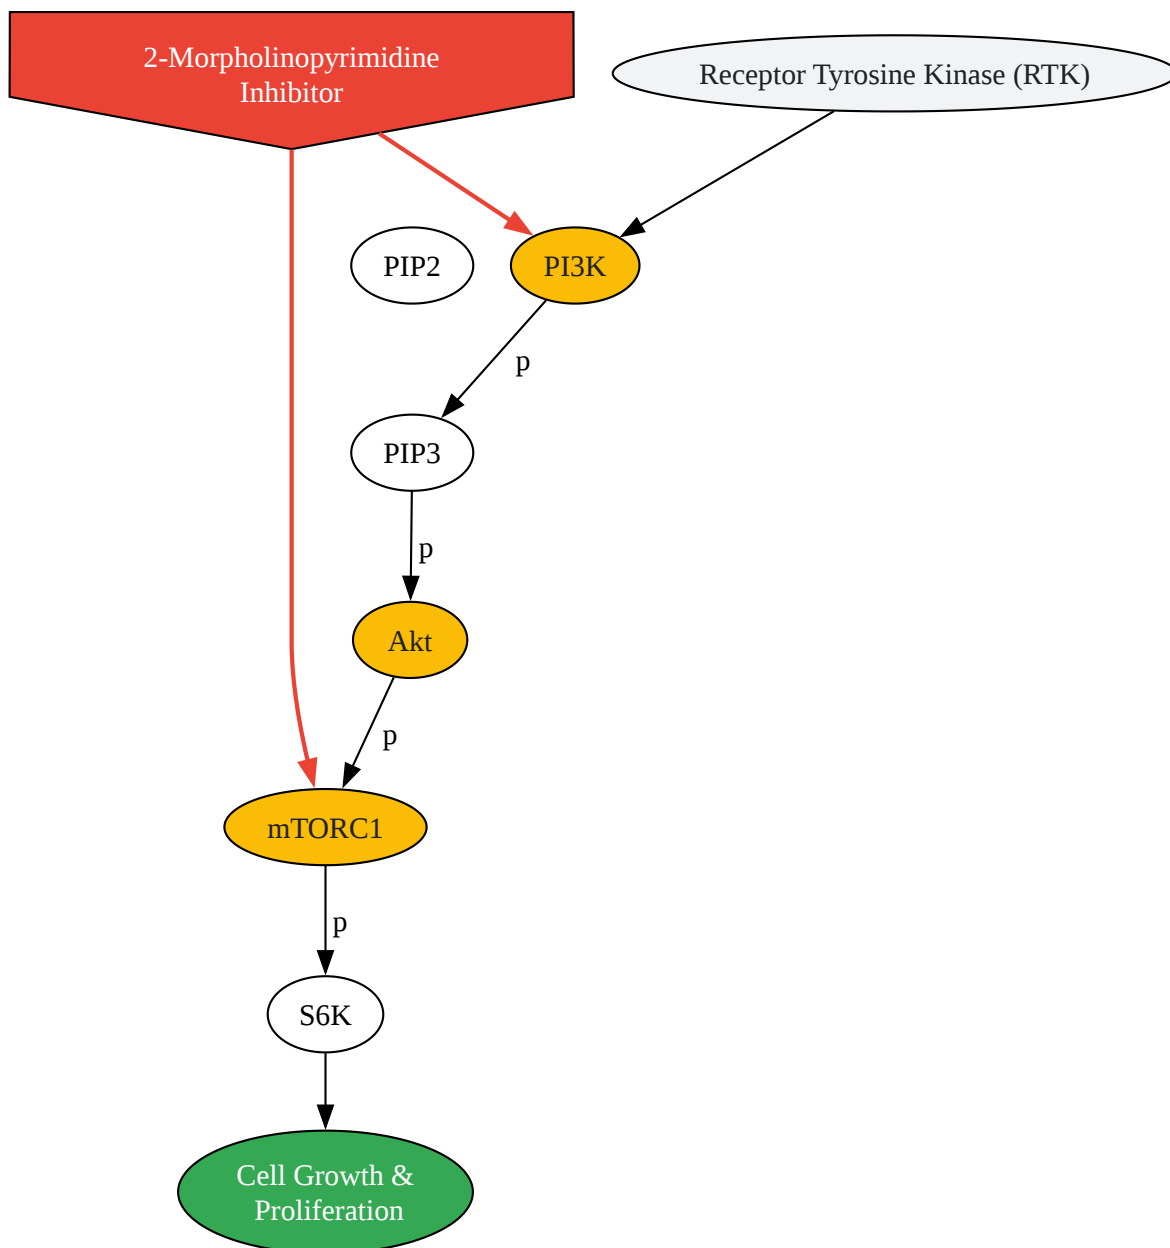 2-Morpholinopyrimidine
Inhibitor
Receptor Tyrosine Kinase (RTK)
PIP2
PI3K
p
PIP3
p
Akt
p
mTORC1
p
S6K
Cell Growth &
Proliferation